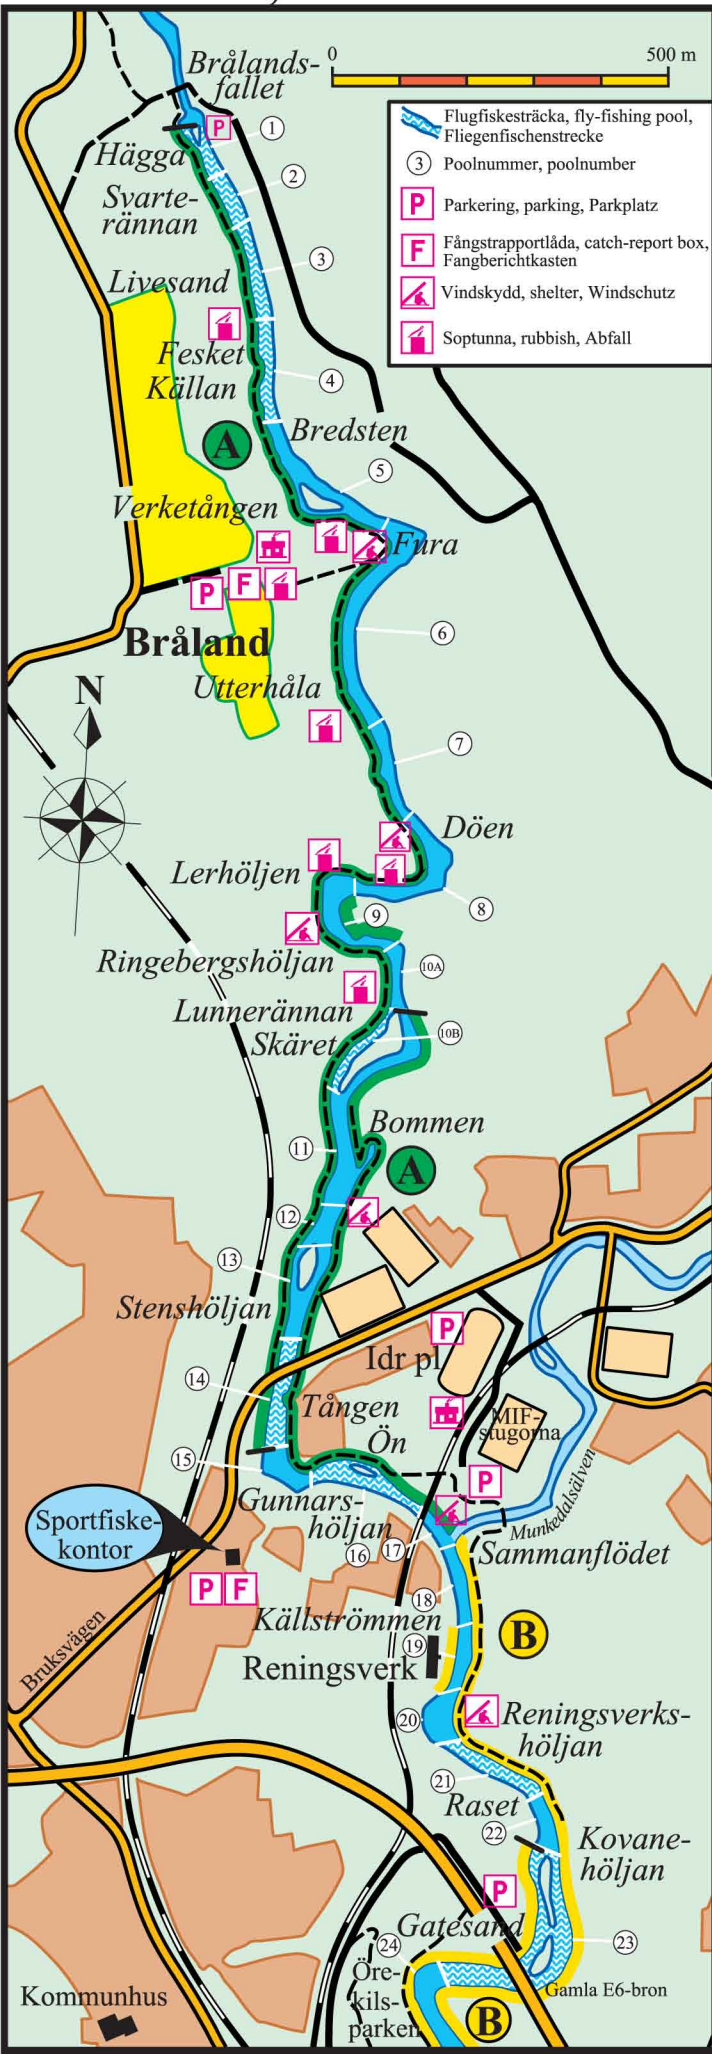 0
500 m
Brålands-
fallet
P
Flugfiskesträcka, fly-fishing pool,
Fliegenfischenstrecke
3 Poolnummer, poolnumber
P Parkering, parking, Parkplatz
F Fångstrapportlåda, catch-report box,
Fangberichtkasten
Vindskydd, shelter, Windschutz
Soptunna, rubbish, Abfall
1
Hägga
2
Svarte-
rännan
3
Livesand
Fesket
Källan
4
Bredsten
A
5
Verketången
Fura
P
F
6
Bråland
Utterhåla
N
7
Döen
Lerhöljen
8
9
Ringebergshöljan
10A
Lunnerännan
Skäret
10B
Bommen
11
A
12
13
Stenshöljan
P
Idr pl
14
Tången
Ön
MIF-
stugorna
15
P
Gunnars-
höljan
Munkedalsälven
Sportfiske-
kontor
16
17
Sammanflödet
P
F
18
Källströmmen
B
19
Reningsverk
Bruksvägen
20
Reningsverks-
höljan
21
Raset
22
Kovane-
höljan
P
Gatesand
24
23
Öre-
kils-
parken
Gamla E6-bron
Kommunhus
B